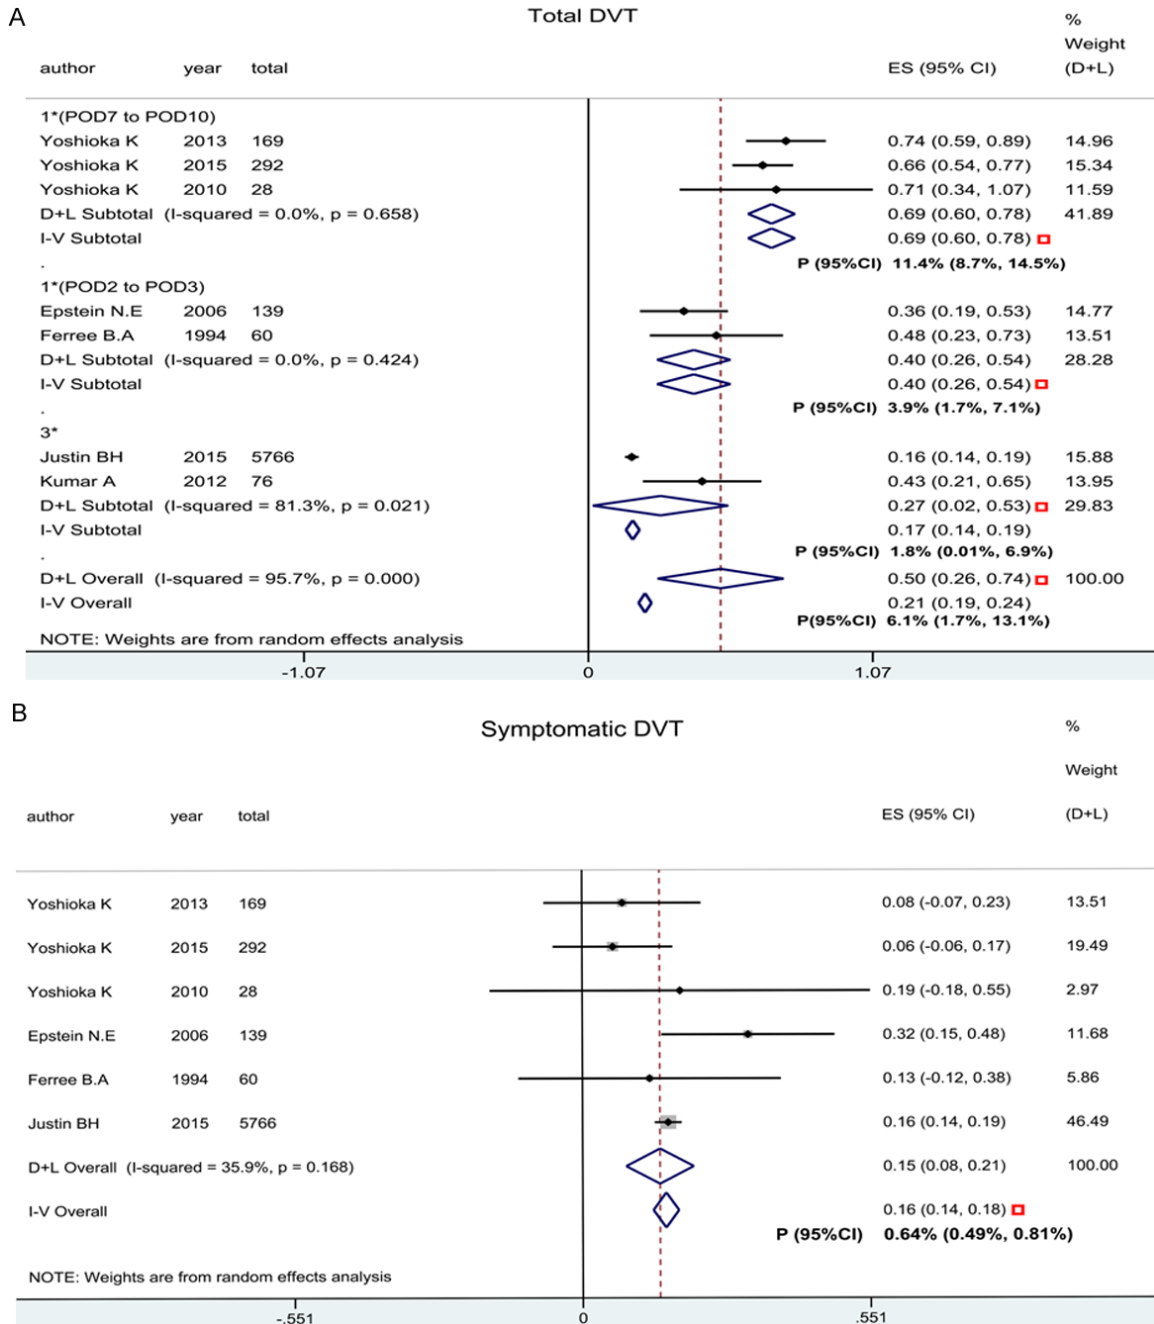 A
Total DVT
%
Weight
author year total ES (95% CI) (D+L)
1*(POD7 to POD10)
Yoshioka K 2013 169 0.74 (0.59, 0.89) 14.96
Yoshioka K 2015 292 0.66 (0.54, 0.77) 15.34
Yoshioka K 2010 28 0.71 (0.34, 1.07) 11.59
D+L Subtotal (I-squared = 0.0%, p = 0.658) 0.69 (0.60, 0.78) 41.89
I-V Subtotal 0.69 (0.60, 0.78)
. P (95%CI) 11.4% (8.7%, 14.5%)
1*(POD2 to POD3)
Epstein N.E 2006 139 0.36 (0.19, 0.53) 14.77
Ferree B.A 1994 60 0.48 (0.23, 0.73) 13.51
D+L Subtotal (I-squared = 0.0%, p = 0.424) 0.40 (0.26, 0.54) 28.28
I-V Subtotal 0.40 (0.26, 0.54)
. P (95%CI) 3.9% (1.7%, 7.1%)
3*
Justin BH 2015 5766 0.16 (0.14, 0.19) 15.88
Kumar A 2012 76 0.43 (0.21, 0.65) 13.95
D+L Subtotal (I-squared = 81.3%, p = 0.021) 0.27 (0.02, 0.53) 29.83
I-V Subtotal 0.17 (0.14, 0.19)
. P (95%CI) 1.8% (0.01%, 6.9%)
D+L Overall (I-squared = 95.7%, p = 0.000) 0.50 (0.26, 0.74) 100.00
I-V Overall 0.21 (0.19, 0.24)
P(95%CI) 6.1% (1.7%, 13.1%)
NOTE: Weights are from random effects analysis
-1.07 0 1.07
B
Symptomatic DVT
%
Weight
author year total ES (95% CI) (D+L)
Yoshioka K 2013 169 0.08 (-0.07, 0.23) 13.51
Yoshioka K 2015 292 0.06 (-0.06, 0.17) 19.49
Yoshioka K 2010 28 0.19 (-0.18, 0.55) 2.97
Epstein N.E 2006 139 0.32 (0.15, 0.48) 11.68
Ferree B.A 1994 60 0.13 (-0.12, 0.38) 5.86
Justin BH 2015 5766 0.16 (0.14, 0.19) 46.49
D+L Overall (I-squared = 35.9%, p = 0.168) 0.15 (0.08, 0.21) 100.00
I-V Overall 0.16 (0.14, 0.18)
P (95%CI) 0.64% (0.49%, 0.81%)
NOTE: Weights are from random effects analysis
-.551 0 .551